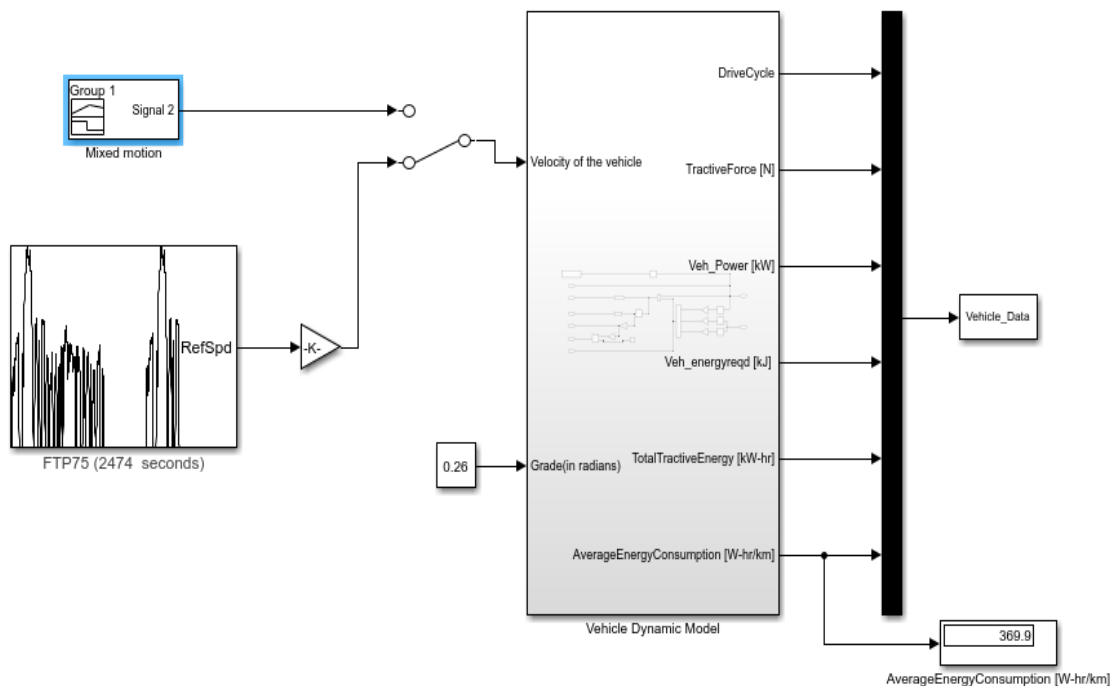 Group 1
Signal 2
Mixed motion
RefSpd
FTP75 (2474 seconds)
-K-
Velocity of the vehicle
0.26
Grade(in radians)
DriveCycle
TractiveForce [N]
Veh_Power [kW]
Veh_energyreqd [kJ]
TotalTractiveEnergy [kW-hr]
AverageEnergyConsumption [W-hr/km]
Vehicle Dynamic Model
Vehicle_Data
369.9
AverageEnergyConsumption [W-hr/km]